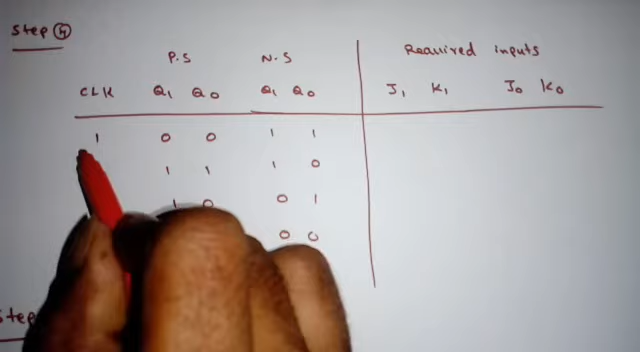 Step ④
P.S N.S Required inputs
CLK Q₁ Q₀ Q₁ Q₀ J₁ K₁ J₀ K₀
1 0 0 1 1
1 1 1 0
1 0 0 1
0 0
Step